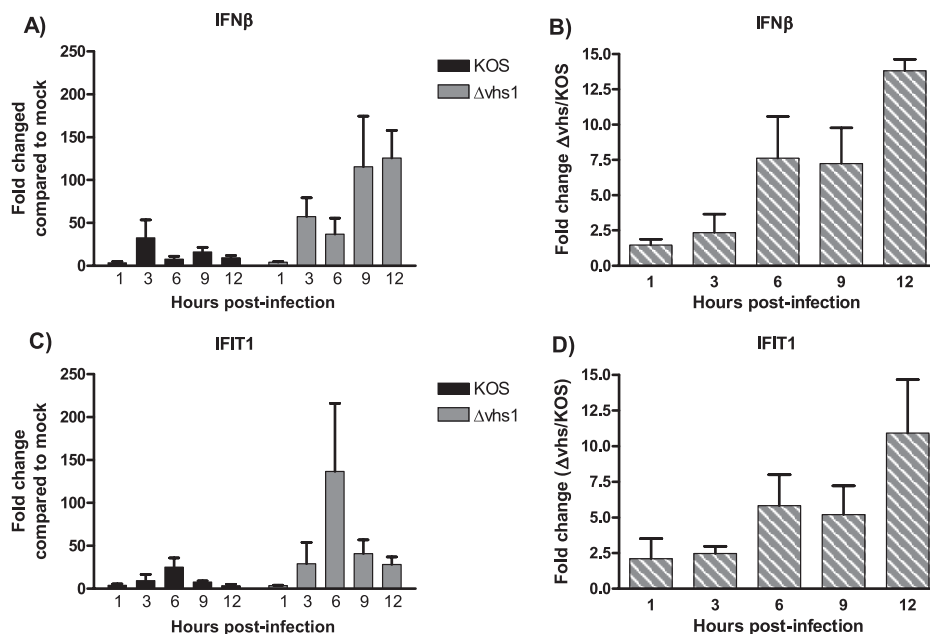 A)
IFNβ
Fold changed
compared to mock
250
200
150
100
50
0
1 3 6 9 12 1 3 6 9 12
Hours post-infection
KOS
Δvhs1
B)
IFNβ
Fold change Δvhs/KOS
15.0
12.5
10.0
7.5
5.0
2.5
0.0
1 3 6 9 12
Hours post-infection
C)
IFIT1
Fold change
compared to mock
250
200
150
100
50
0
1 3 6 9 12 1 3 6 9 12
Hours post-infection
KOS
Δvhs1
D)
IFIT1
Fold change (Δvhs/KOS)
15.0
12.5
10.0
7.5
5.0
2.5
0.0
1 3 6 9 12
Hours post-infection